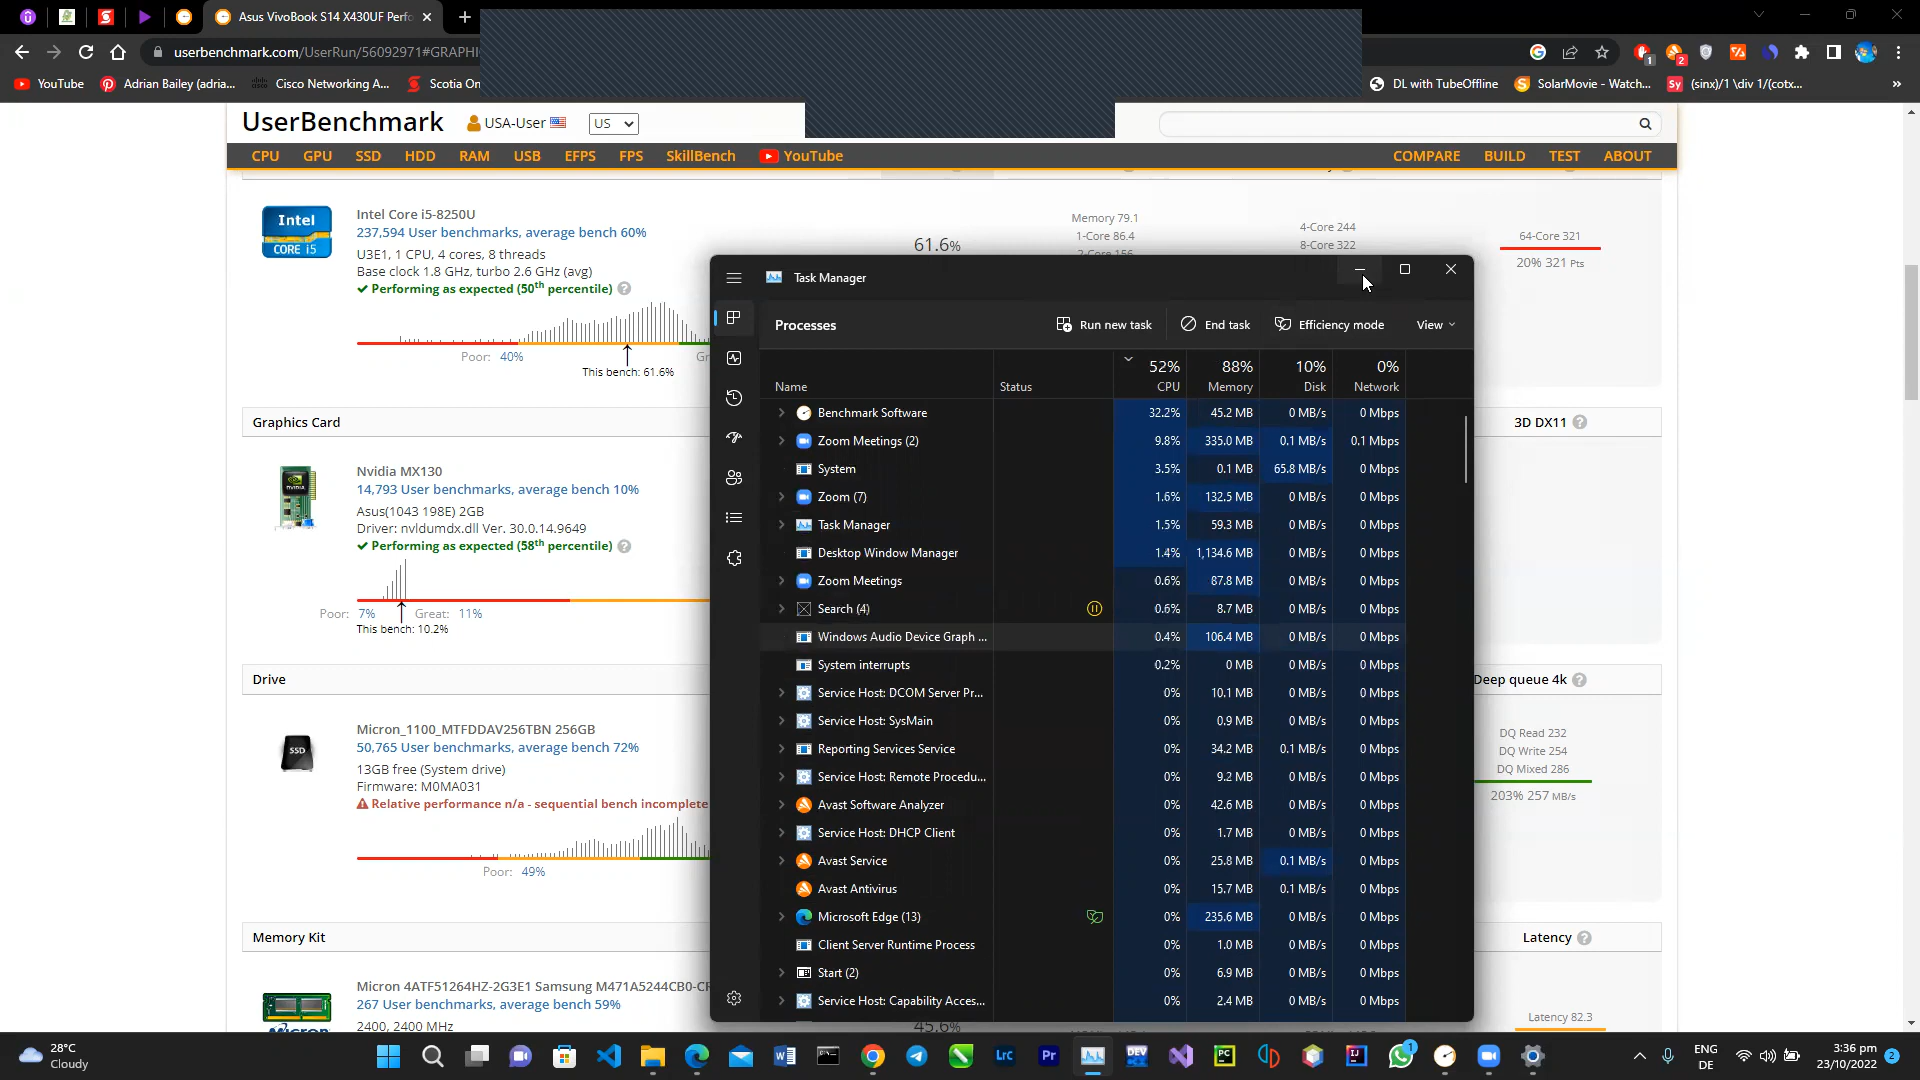 Asus VivoBook S14 X430UF Perfo
userbenchmark.com/UserRun/56092971#GRAPHI
YouTube
Adrian Bailey (adria...
Cisco Networking A...
Scotia On
DL with TubeOffline
SolarMovie - Watch...
(sinx)/1 \div 1/(cotx...
UserBenchmark
USA-User
US
CPU GPU SSD HDD RAM USB EFPS FPS SkillBench YouTube
COMPARE BUILD TEST ABOUT
Intel CORE i5
Intel Core i5-8250U
237,594 User benchmarks, average bench 60%
U3E1, 1 CPU, 4 cores, 8 threads
Base clock 1.8 GHz, turbo 2.6 GHz (avg)
Performing as expected (50th percentile)
Poor: 40%
This bench: 61.6%
61.6%
Memory 79.1
1-Core 86.4
4-Core 244
8-Core 322
64-Core 321
20% 321 Pts
Graphics Card
3D DX11
Nvidia MX130
14,793 User benchmarks, average bench 10%
Asus(1043 198E) 2GB
Driver: nvldumdx.dll Ver. 30.0.14.9649
Performing as expected (58th percentile)
Poor: 7% Great: 11%
This bench: 10.2%
Drive
Deep queue 4k
SSD
Micron_1100_MTFDDAV256TBN 256GB
50,765 User benchmarks, average bench 72%
13GB free (System drive)
Firmware: M0MA031
Relative performance n/a - sequential bench incomplete
Poor: 49%
DQ Read 232
DQ Write 254
DQ Mixed 286
203% 257 MB/s
Memory Kit
Latency
Micron 4ATF51264HZ-2G3E1 Samsung M471A5244CB0-CR
267 User benchmarks, average bench 59%
2400, 2400 MHz
45.6%
Latency 82.3
Task Manager
Processes
Run new task
End task
Efficiency mode
View
52% 88% 10% 0%
Name Status CPU Memory Disk Network
Benchmark Software 32.2% 45.2 MB 0 MB/s 0 Mbps
Zoom Meetings (2) 9.8% 335.0 MB 0.1 MB/s 0.1 Mbps
System 3.5% 0.1 MB 65.8 MB/s 0 Mbps
Zoom (7) 1.6% 132.5 MB 0 MB/s 0 Mbps
Task Manager 1.5% 59.3 MB 0 MB/s 0 Mbps
Desktop Window Manager 1.4% 1,134.6 MB 0 MB/s 0 Mbps
Zoom Meetings 0.6% 87.8 MB 0 MB/s 0 Mbps
Search (4) 0.6% 8.7 MB 0 MB/s 0 Mbps
Windows Audio Device Graph ... 0.4% 106.4 MB 0 MB/s 0 Mbps
System interrupts 0.2% 0 MB 0 MB/s 0 Mbps
Service Host: DCOM Server Pr... 0% 10.1 MB 0 MB/s 0 Mbps
Service Host: SysMain 0% 0.9 MB 0 MB/s 0 Mbps
Reporting Services Service 0% 34.2 MB 0.1 MB/s 0 Mbps
Service Host: Remote Procedu... 0% 9.2 MB 0 MB/s 0 Mbps
Avast Software Analyzer 0% 42.6 MB 0 MB/s 0 Mbps
Service Host: DHCP Client 0% 1.7 MB 0 MB/s 0 Mbps
Avast Service 0% 25.8 MB 0.1 MB/s 0 Mbps
Avast Antivirus 0% 15.7 MB 0.1 MB/s 0 Mbps
Microsoft Edge (13) 0% 235.6 MB 0 MB/s 0 Mbps
Client Server Runtime Process 0% 1.0 MB 0 MB/s 0 Mbps
Start (2) 0% 6.9 MB 0 MB/s 0 Mbps
Service Host: Capability Acces... 0% 2.4 MB 0 MB/s 0 Mbps
28°C
Cloudy
Lrc
Pr
DEV
PC
IJ
1
ENG
DE
3:36 pm
23/10/2022
2